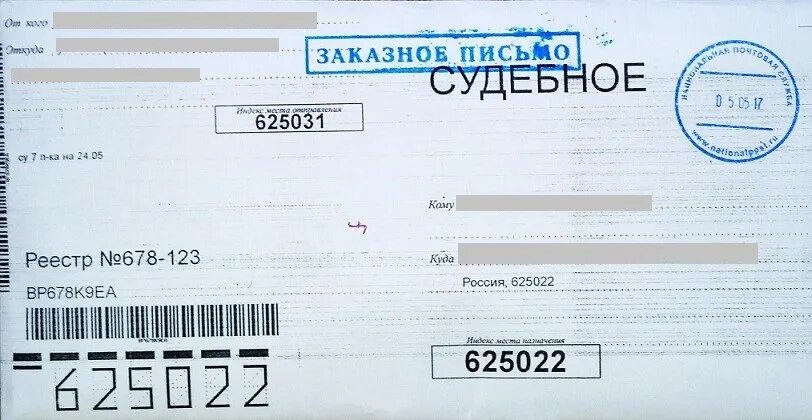 От кого
Откуда
ЗАКАЗНОЕ ПИСЬМО
СУДЕБНОЕ
НАЦИОНАЛЬНАЯ ПОЧТОВАЯ СЛУЖБА
05 05 17
www.nationalppst.ru
Индекс места отправления
625031
су 7 п-ка на 24.05
Кому
Реестр №678-123
Куда
BP678K9EA
Россия, 625022
Индекс места назначения
625022
625022